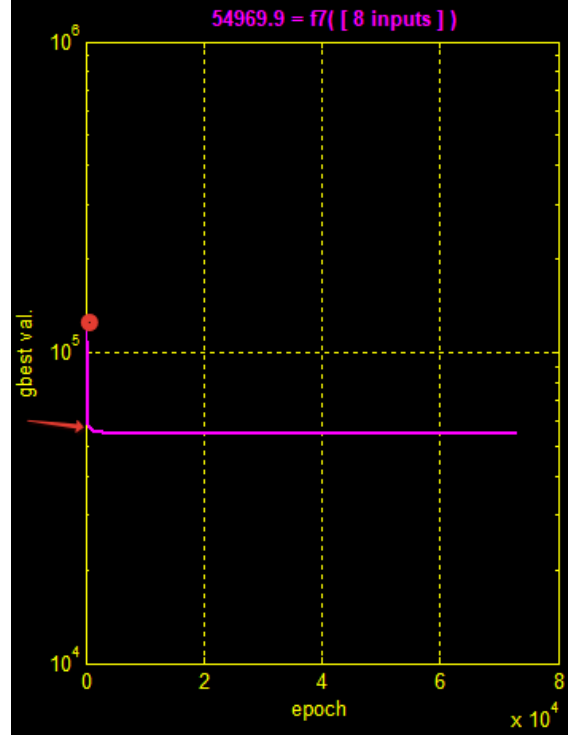 54969.9 = f7( [ 8 inputs ] )
10^6
10^5
10^4
gbest val.
0 2 4 6 8
epoch
x 10^4